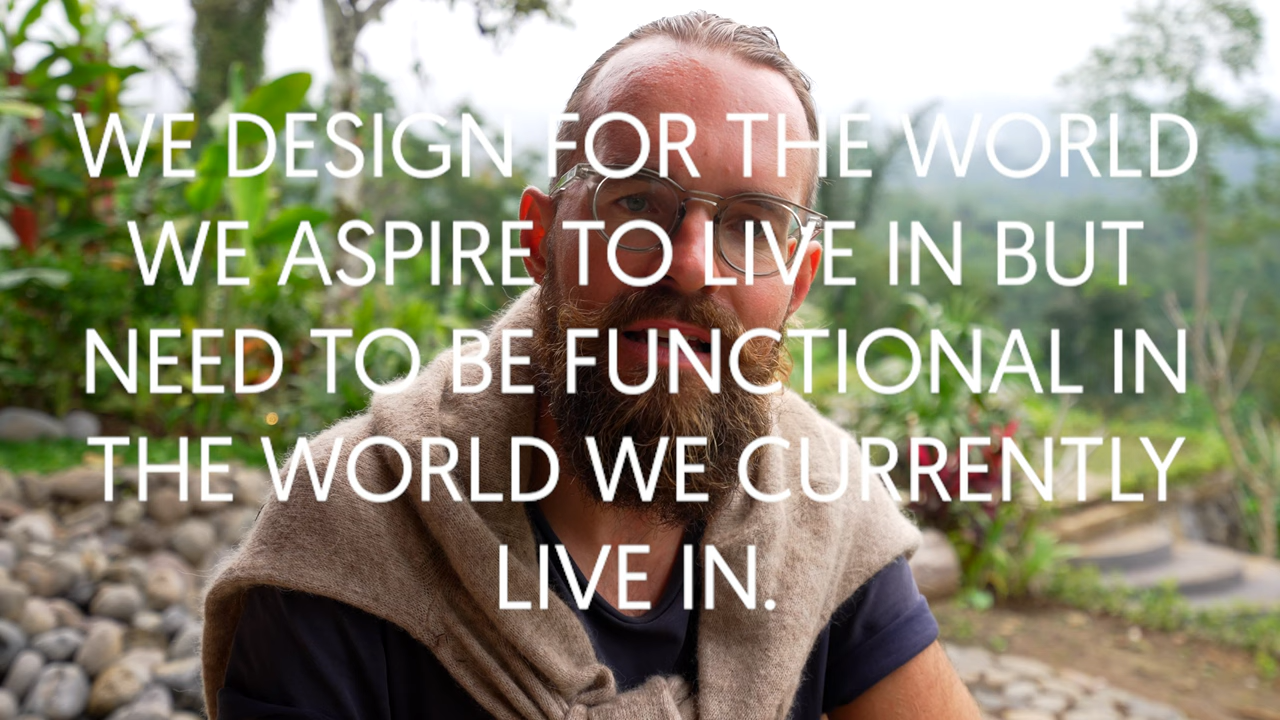 WE DESIGN FOR THE WORLD
WE ASPIRE TO LIVE IN BUT
NEED TO BE FUNCTIONAL IN
THE WORLD WE CURRENTLY
LIVE IN.